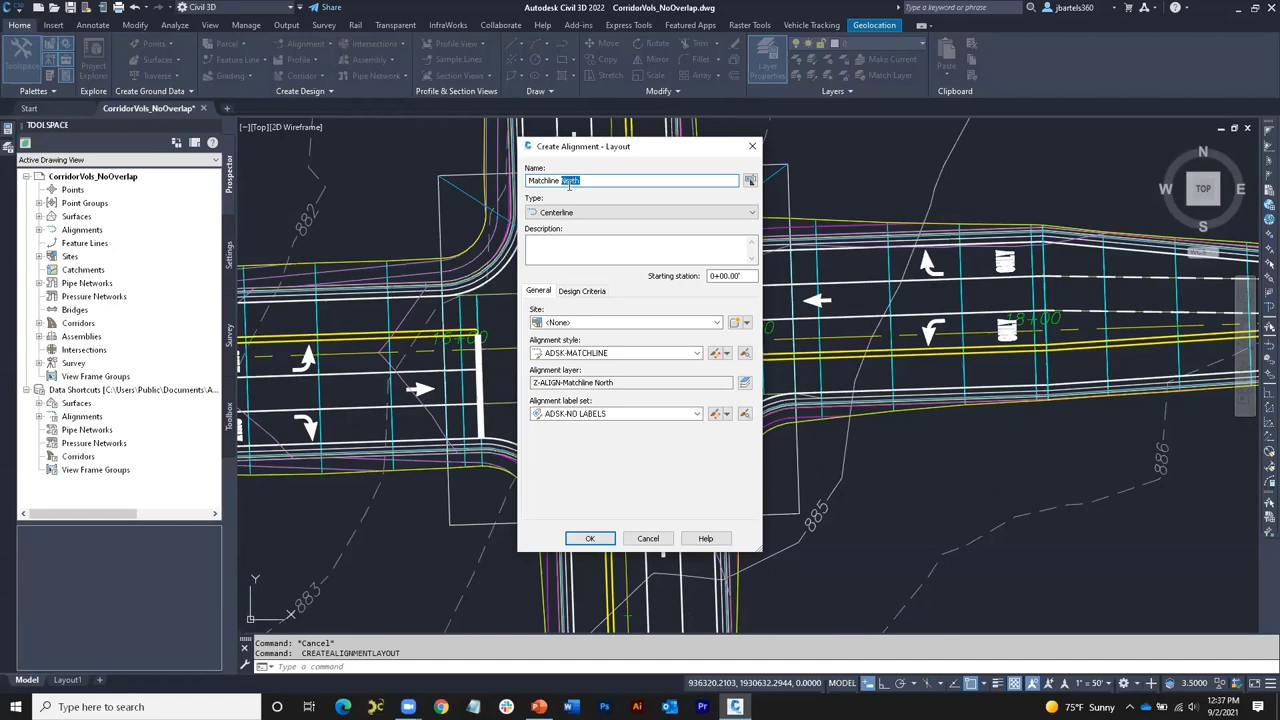 Civil 3D
Share
Autodesk Civil 3D 2022
CorridorVols_NoOverlap.dwg
Type a keyword or phrase
jbartels360
Home
Insert
Annotate
Modify
Analyze
View
Manage
Output
Survey
Rail
Transparent
InfraWorks
Collaborate
Help
Add-ins
Express Tools
Featured Apps
Raster Tools
Vehicle Tracking
Geolocation
Toolspace
Project Explorer
Points
Surfaces
Traverse
Parcel
Feature Line
Grading
Alignment
Profile
Corridor
Intersections
Assembly
Pipe Network
Profile View
Sample Lines
Section Views
Move
Copy
Stretch
Rotate
Mirror
Scale
Trim
Fillet
Array
Layer Properties
0
Make Current
Match Layer
Paste
Palettes
Explore
Create Ground Data
Create Design
Profile & Section Views
Draw
Modify
Layers
Clipboard
Start
CorridorVols_NoOverlap*
TOOLSPACE
[−][Top][2D Wireframe]
Active Drawing View
CorridorVols_NoOverlap
Points
Point Groups
Surfaces
Alignments
Feature Lines
Sites
Catchments
Pipe Networks
Pressure Networks
Bridges
Corridors
Assemblies
Intersections
Survey
View Frame Groups
Data Shortcuts [C:\Users\Public\Documents\A...
Surfaces
Alignments
Pipe Networks
Pressure Networks
Corridors
View Frame Groups
Prospector
Settings
Survey
Toolbox
Create Alignment - Layout
Name:
Matchline North
Type:
Centerline
Description:
Starting station:
0+00.00'
General
Design Criteria
Site:
<None>
Alignment style:
ADSK-MATCHLINE
Alignment layer:
Z-ALIGN-Matchline North
Alignment label set:
ADSK-NO LABELS
OK
Cancel
Help
882
883
885
886
18+00
N
W
TOP
E
S
Y
X
Command: *Cancel*
Command: CREATEALIGNMENTLAYOUT
Type a command
Model
Layout1
936320.2103, 1930632.2944, 0.0000
MODEL
1" = 50'
3.5000
Type here to search
75°F Sunny
12:37 PM
9/2/2021